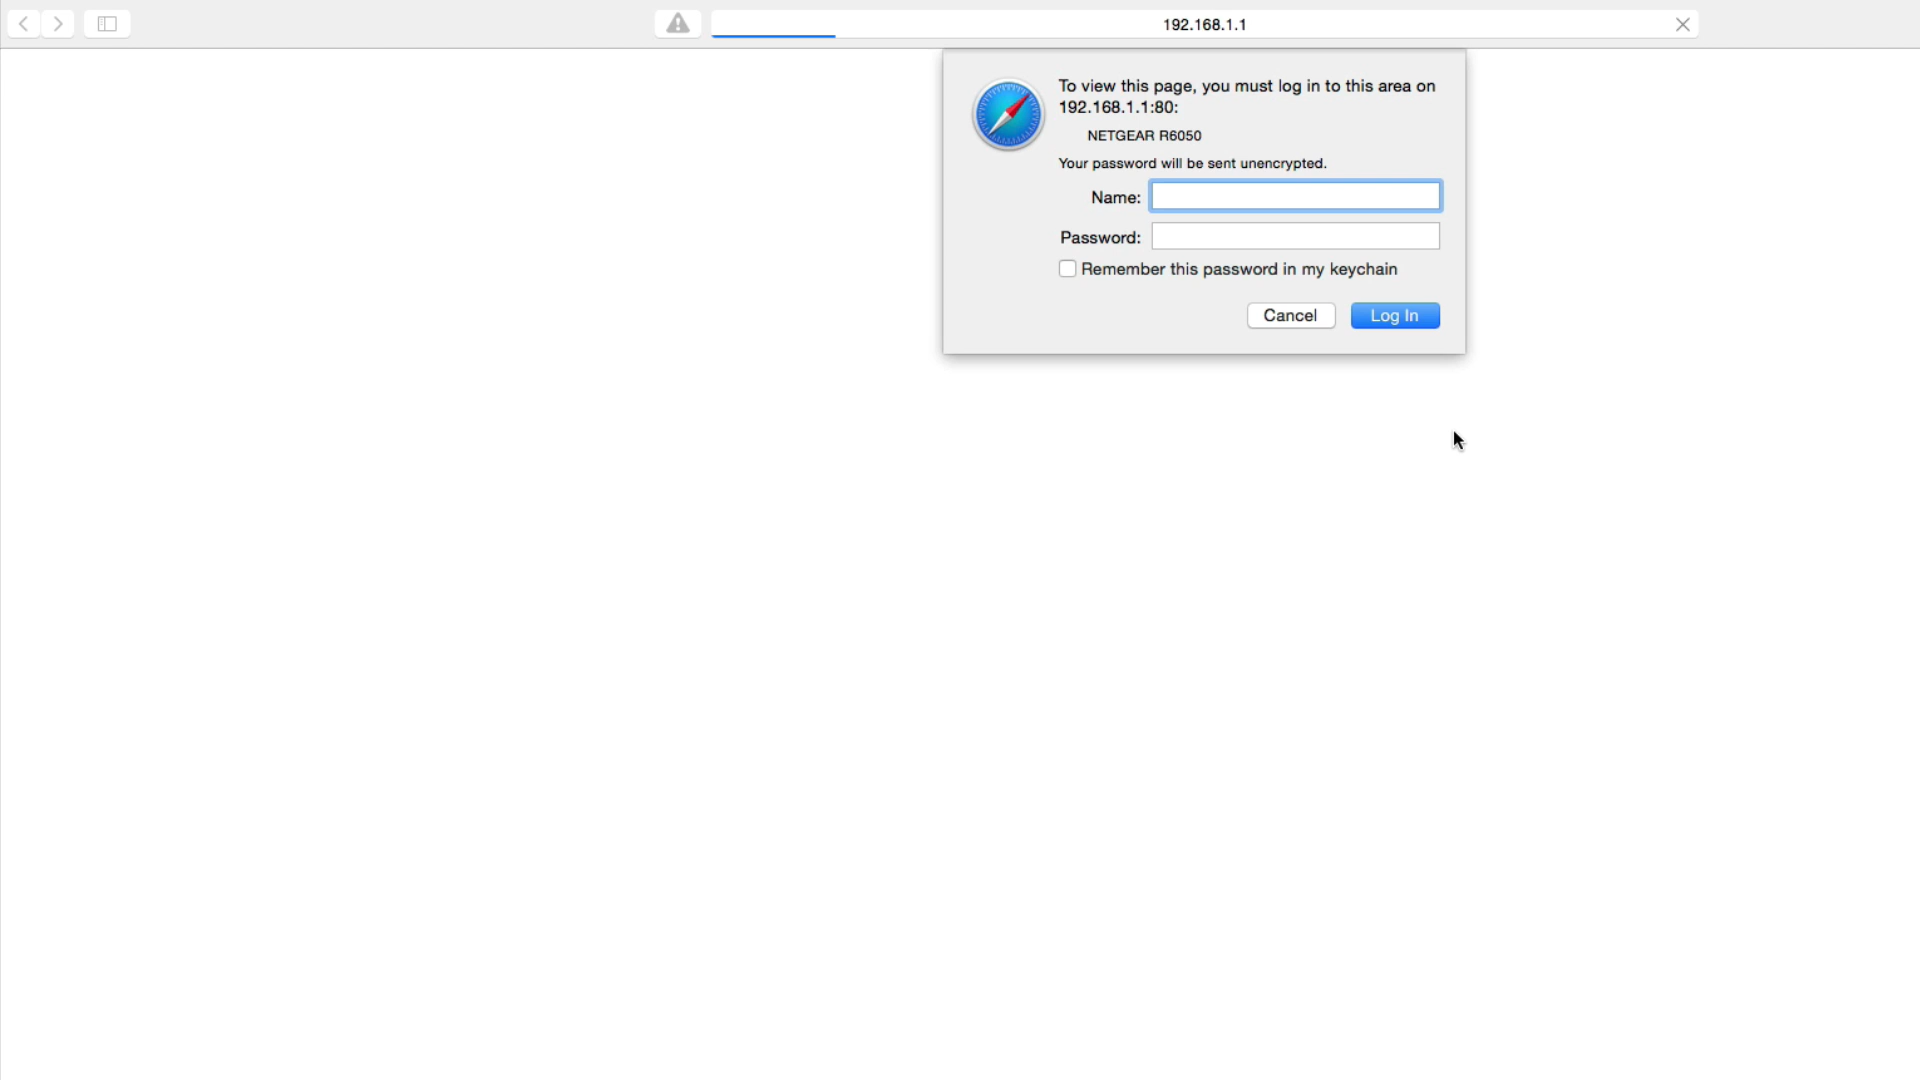 192.168.1.1
To view this page, you must log in to this area on
192.168.1.1:80:
NETGEAR R6050
Your password will be sent unencrypted.
Name:
Password:
Remember this password in my keychain
Cancel
Log In